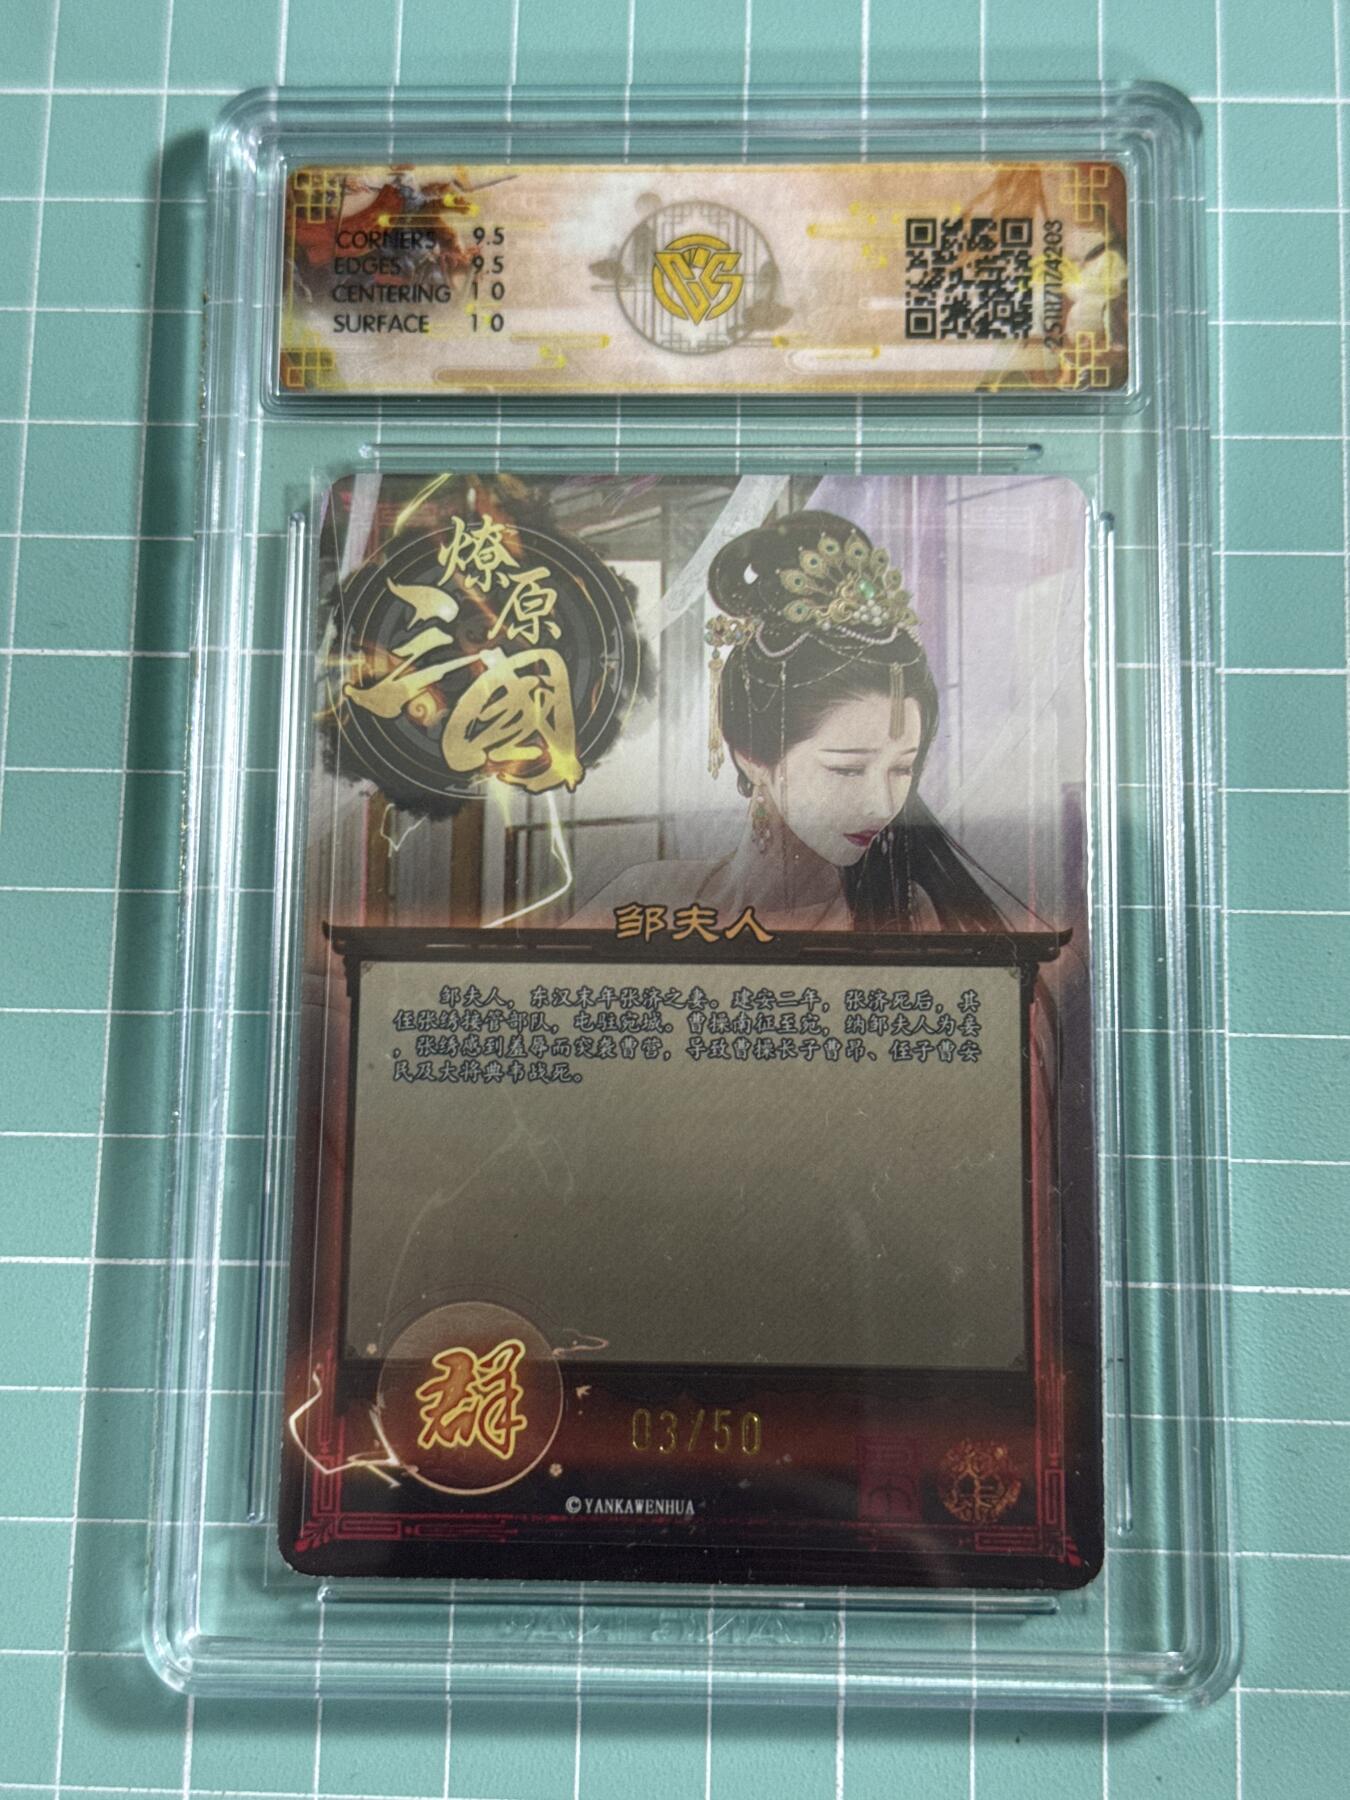 CORNERS 9.5
EDGES 9.5
CENTERING 10
SURFACE 10
CCS
燎原
三國
邹夫人
邹夫人，东汉末年张济之妻。建安二年，张济死后，其
侄张绣接管部队，屯驻宛城。曹操南征至宛，纳邹夫人为妾
，张绣感到羞辱而突袭曹营，导致曹操长子曹昂、侄子曹安
民及大将典韦战死。
群
03/50
©YANKAWENHUA